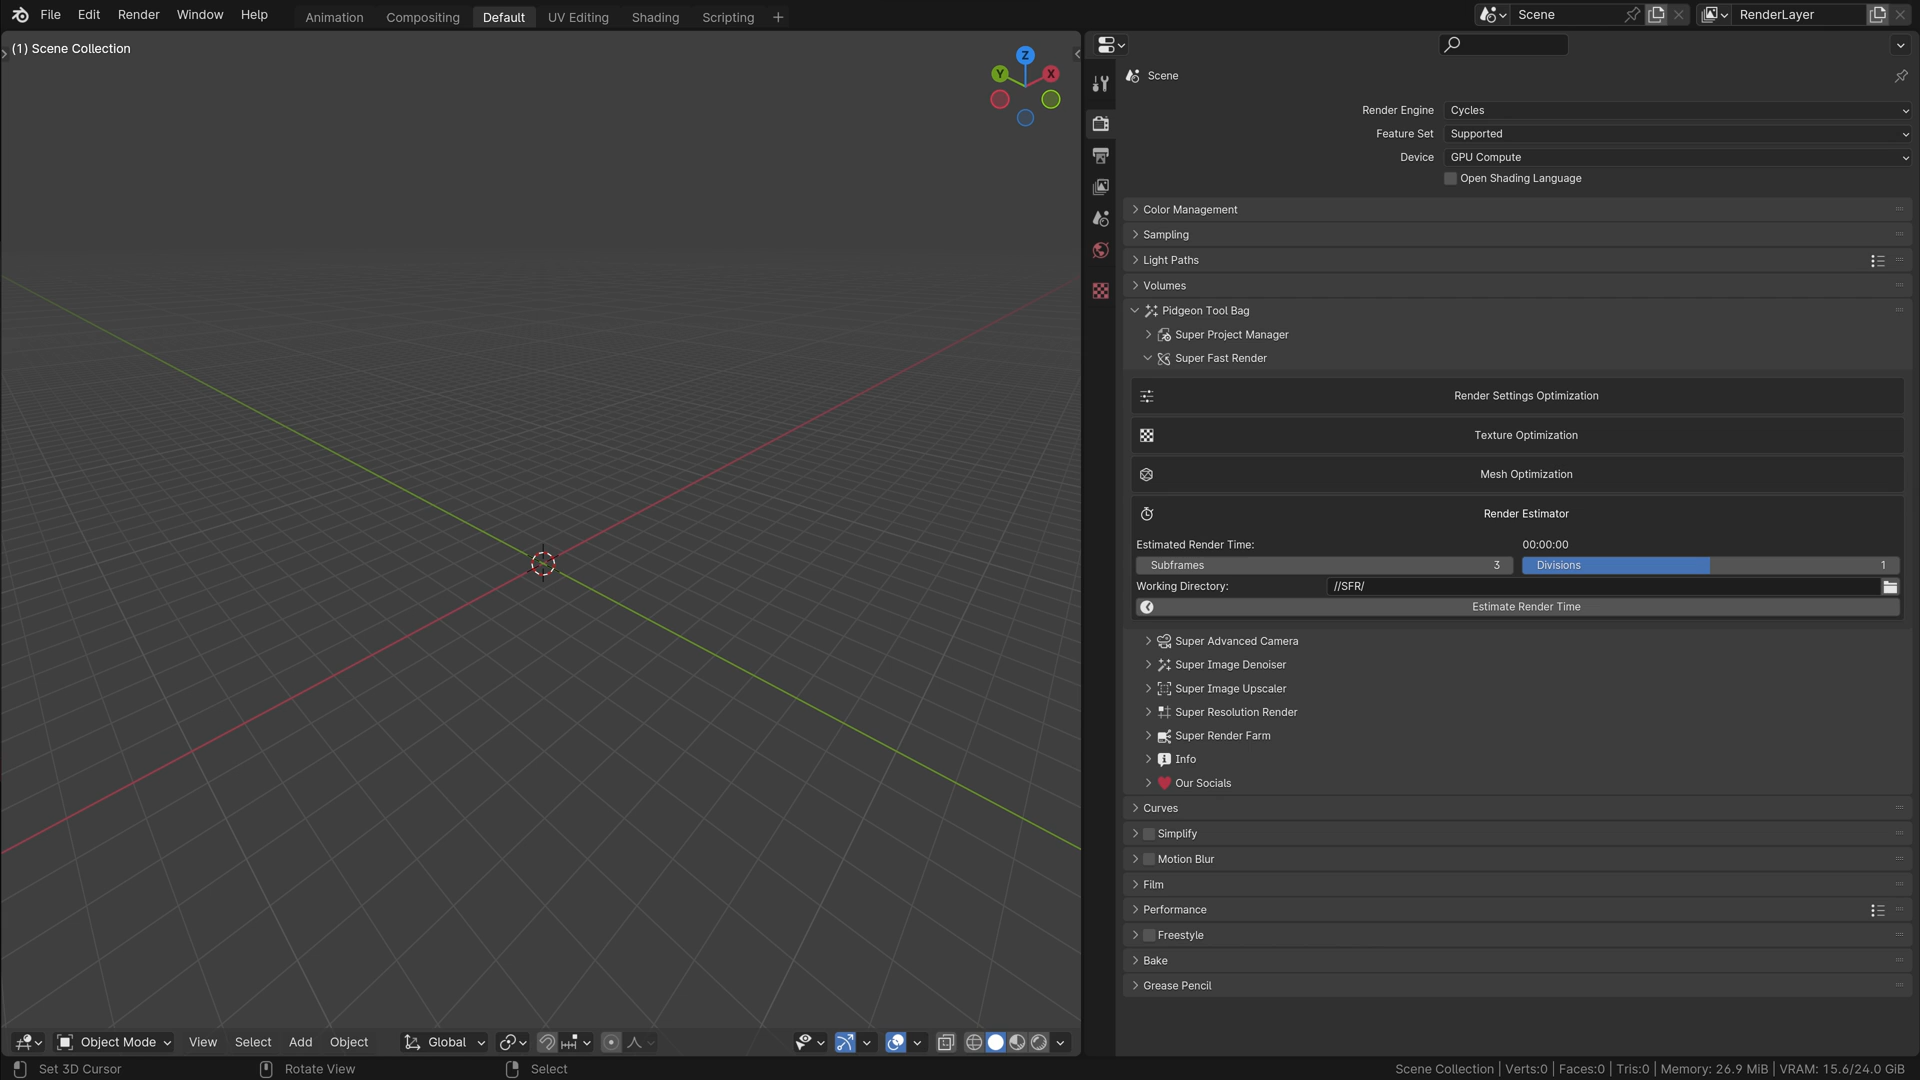 File Edit Render Window Help Animation Compositing Default UV Editing Shading Scripting + Scene RenderLayer
(1) Scene Collection
Z
Y X
Scene
Render Engine Cycles
Feature Set Supported
Device GPU Compute
Open Shading Language
Color Management
Sampling
Light Paths
Volumes
Pidgeon Tool Bag
Super Project Manager
Super Fast Render
Render Settings Optimization
Texture Optimization
Mesh Optimization
Render Estimator
Estimated Render Time: 00:00:00
Subframes 3 Divisions 1
Working Directory: //SFR/
Estimate Render Time
Super Advanced Camera
Super Image Denoiser
Super Image Upscaler
Super Resolution Render
Super Render Farm
Info
Our Socials
Curves
Simplify
Motion Blur
Film
Performance
Freestyle
Bake
Grease Pencil
Object Mode View Select Add Object Global
Set 3D Cursor Rotate View Select Scene Collection | Verts:0 | Faces:0 | Tris:0 | Memory: 26.9 MiB | VRAM: 15.6/24.0 GiB